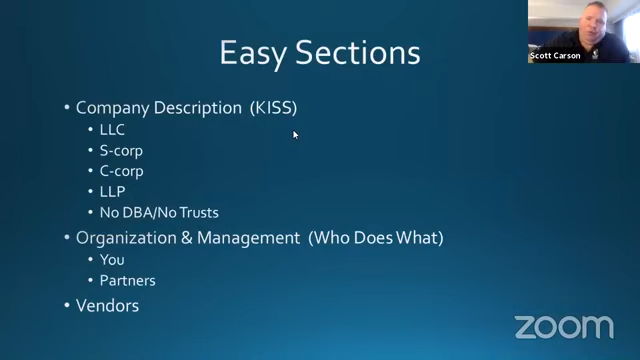 Scott Carson
Easy Sections
• Company Description (KISS)
• LLC
• S-corp
• C-corp
• LLP
• No DBA/No Trusts
• Organization & Management (Who Does What)
• You
• Partners
• Vendors
zoom